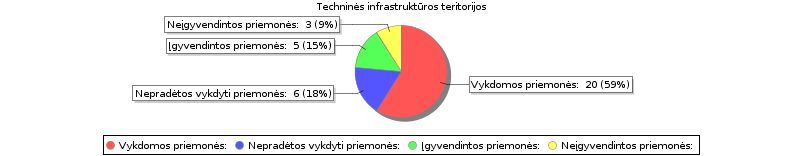 Techninės infrastruktūros teritorijos
Neįgyvendintos priemonės: 3 (9%)
Įgyvendintos priemonės: 5 (15%)
Nepradėtos vykdyti priemonės: 6 (18%)
Vykdomos priemonės: 20 (59%)
Vykdomos priemonės: Nepradėtos vykdyti priemonės: Įgyvendintos priemonės: Neįgyvendintos priemonės: